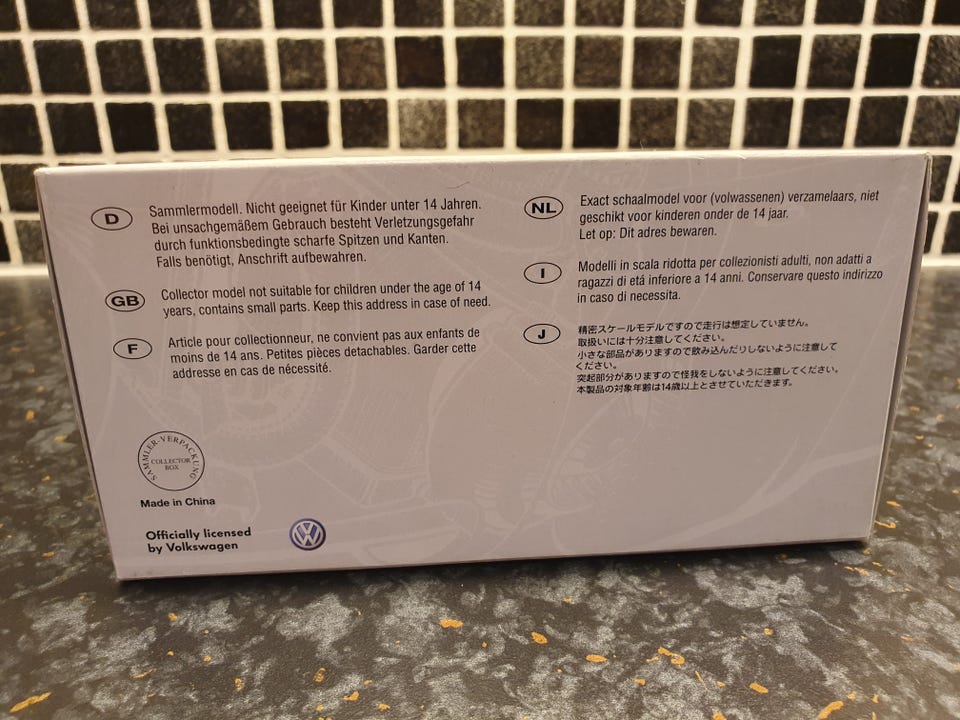 D
Sammlermodell. Nicht geeignet für Kinder unter 14 Jahren.
Bei unsachgemäßem Gebrauch besteht Verletzungsgefahr
durch funktionsbedingte scharfe Spitzen und Kanten.
Falls benötigt, Anschrift aufbewahren.
GB
Collector model not suitable for children under the age of 14
years, contains small parts. Keep this address in case of need.
F
Article pour collectionneur, ne convient pas aux enfants de
moins de 14 ans. Petites pièces detachables. Garder cette
addresse en cas de nécessité.
SAMMLER-VERPACKUNG
COLLECTOR
BOX
Made in China
Officially licensed
by Volkswagen
VW
NL
Exact schaalmodel voor (volwassenen) verzamelaars, niet
geschikt voor kinderen onder de 14 jaar.
Let op: Dit adres bewaren.
I
Modelli in scala ridotta per collezionisti adulti, non adatti a
ragazzi di etá inferiore a 14 anni. Conservare questo indirizzo
in caso di necessita.
J
精密スケールモデルですので走行は想定していません。
取扱いには十分注意してください。
小さな部品がありますので飲み込んだりしないように注意して
ください。
突起部分がありますので怪我をしないように注意してください。
本製品の対象年齢は14歳以上とさせていただきます。